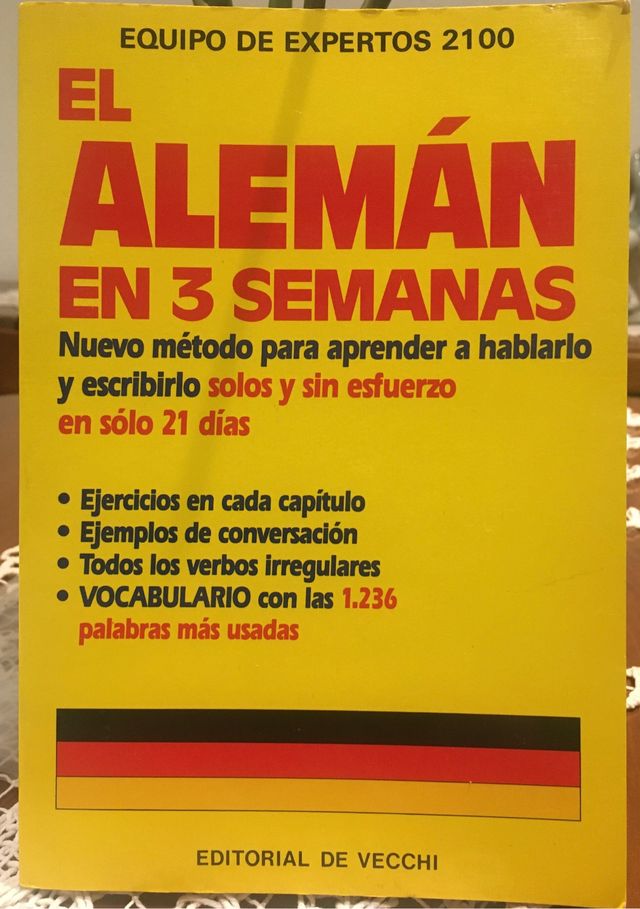 EQUIPO DE EXPERTOS 2100
EL
ALEMÁN
EN 3 SEMANAS
Nuevo método para aprender a hablarlo
y escribirlo solos y sin esfuerzo
en sólo 21 días
• Ejercicios en cada capítulo
• Ejemplos de conversación
• Todos los verbos irregulares
• VOCABULARIO con las 1.236
palabras más usadas
EDITORIAL DE VECCHI